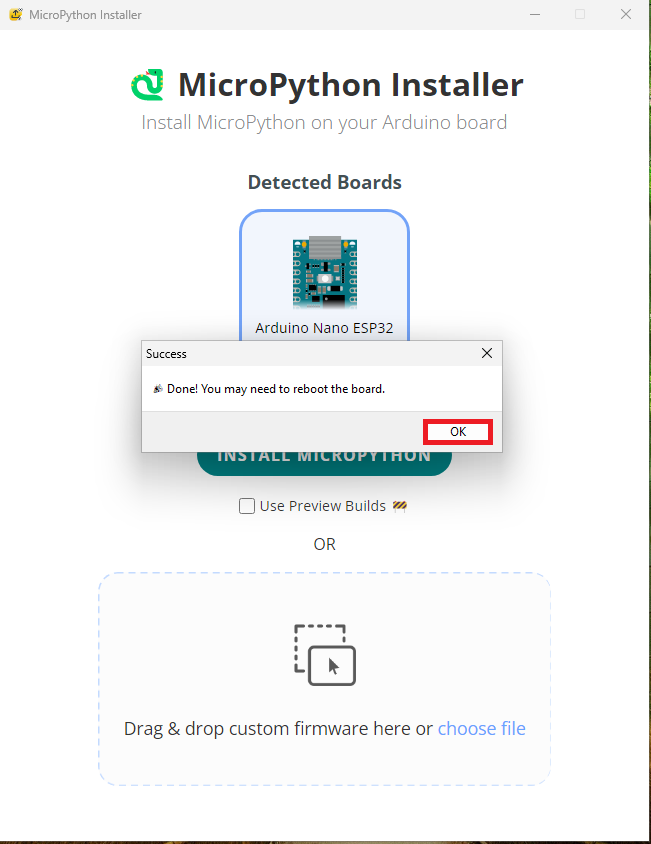 MicroPython Installer
MicroPython Installer
Install MicroPython on your Arduino board
Detected Boards
Arduino Nano ESP32
Success
Done! You may need to reboot the board.
OK
INSTALL MICROPYTHON
Use Preview Builds
OR
Drag & drop custom firmware here or choose file